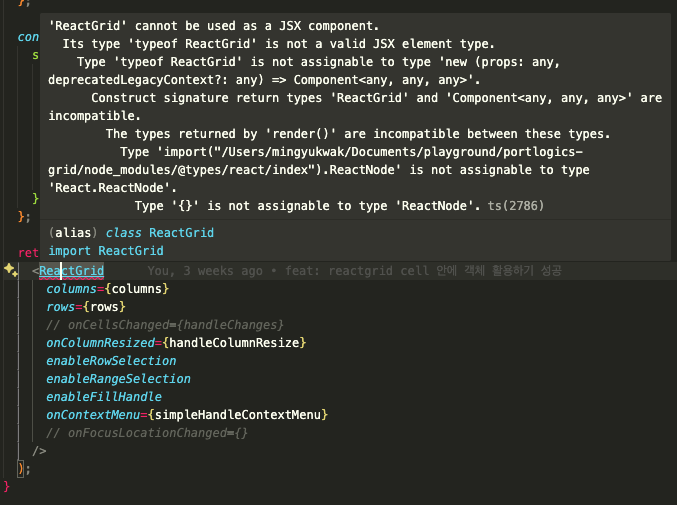 };
'ReactGrid' cannot be used as a JSX component.
Its type 'typeof ReactGrid' is not a valid JSX element type.
Type 'typeof ReactGrid' is not assignable to type 'new (props: any,
deprecatedLegacyContext?: any) => Component<any, any, any>'.
Construct signature return types 'ReactGrid' and 'Component<any, any, any>' are
incompatible.
The types returned by 'render()' are incompatible between these types.
Type 'import("/Users/mingyukwak/Documents/playground/portlogics-
grid/node_modules/@types/react/index").ReactNode' is not assignable to type
'React.ReactNode'.
Type '{}' is not assignable to type 'ReactNode'. ts(2786)
(alias) class ReactGrid
import ReactGrid
con
s
}
};
ret
<ReactGrid You, 3 weeks ago • feat: reactgrid cell 안에 객체 활용하기 성공
columns={columns}
rows={rows}
// onCellsChanged={handleChanges}
onColumnResized={handleColumnResize}
enableRowSelection
enableRangeSelection
enableFillHandle
onContextMenu={simpleHandleContextMenu}
// onFocusLocationChanged={}
/>
);
}